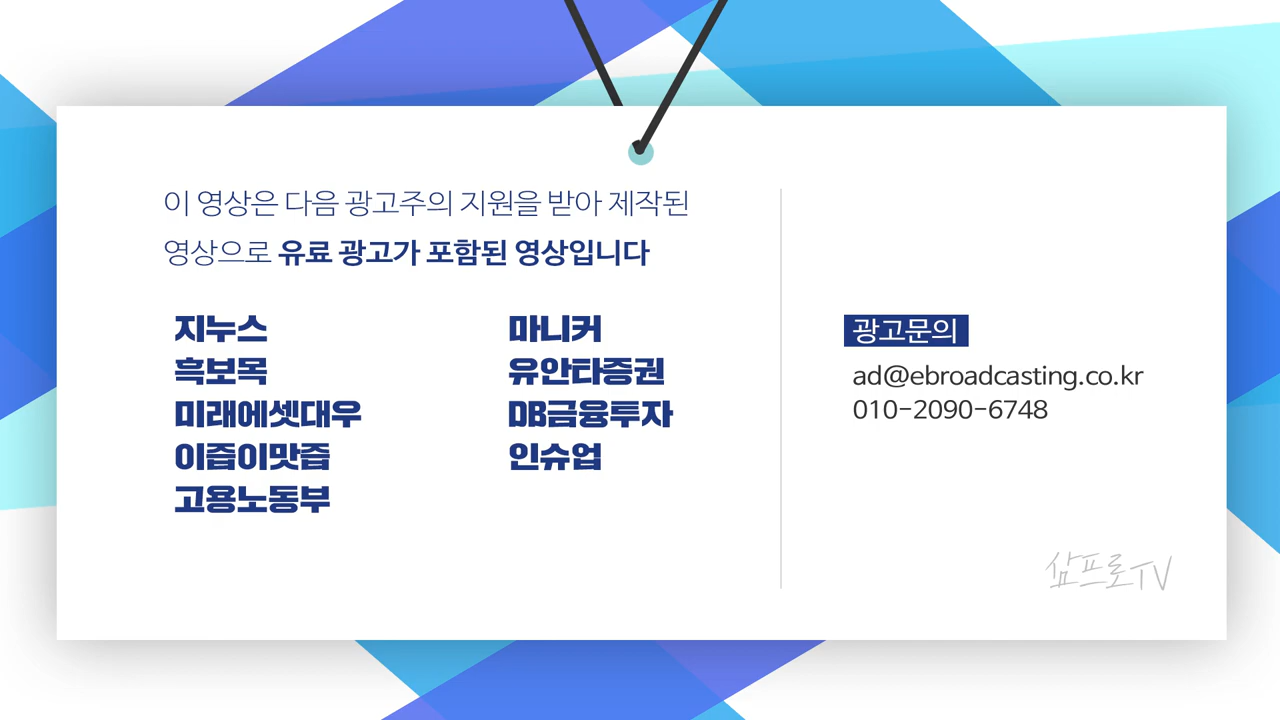 이 영상은 다음 광고주의 지원을 받아 제작된
영상으로 유료 광고가 포함된 영상입니다
지누스
흑보목
미래에셋대우
이즙이맛즙
고용노동부
마니커
유안타증권
DB금융투자
인슈업
광고문의
ad@ebroadcasting.co.kr
010-2090-6748
삼프로TV